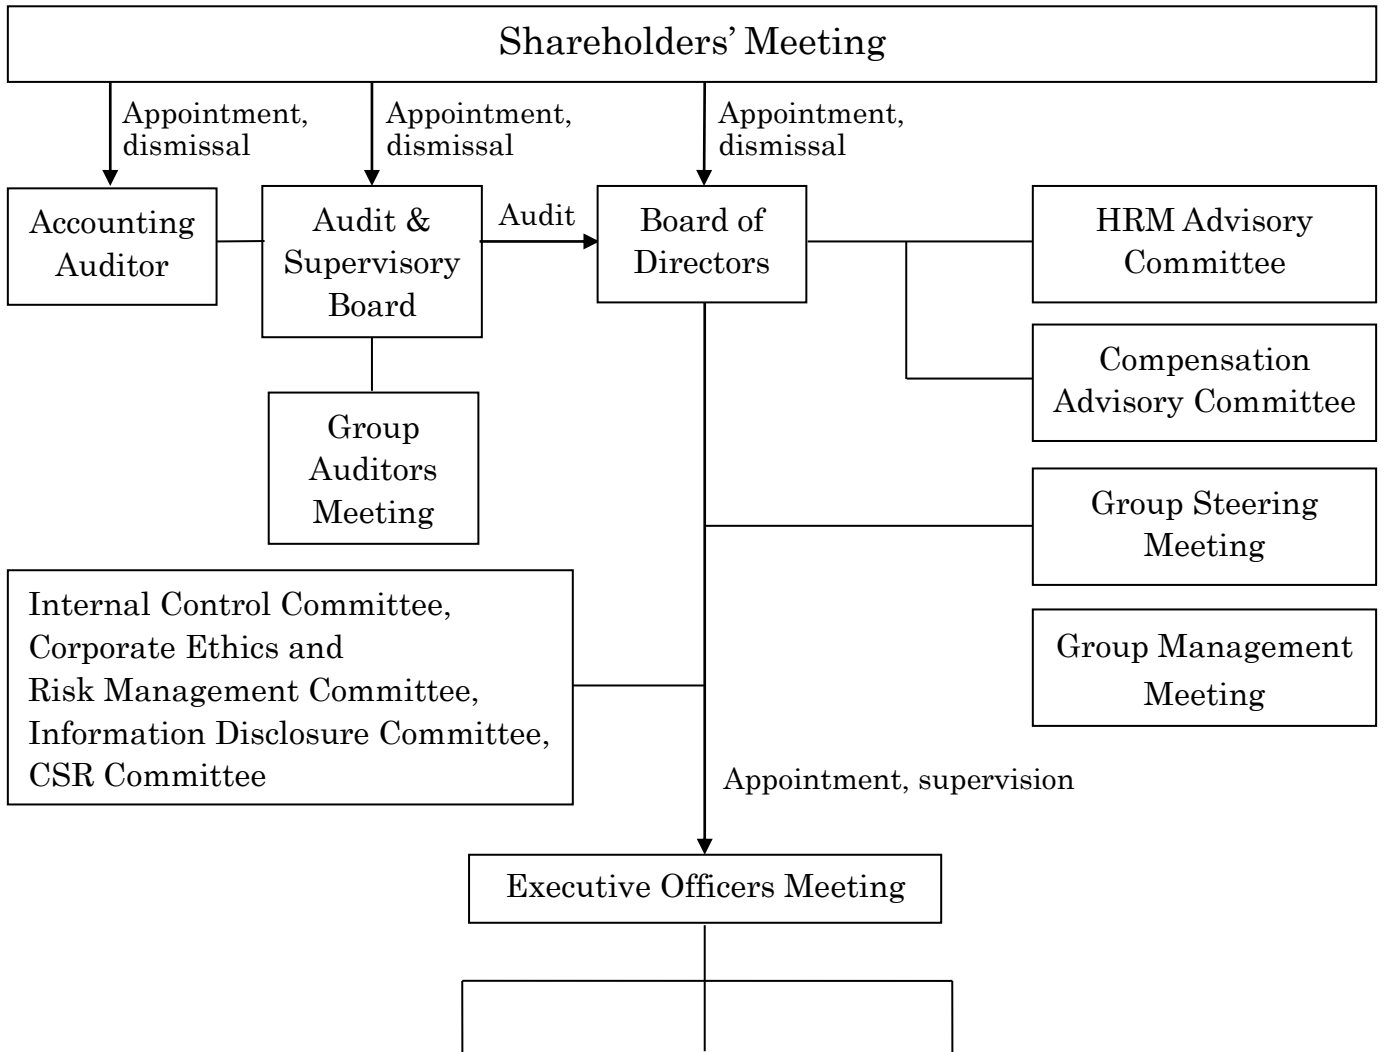 Shareholders’ Meeting
Appointment,
dismissal
Appointment,
dismissal
Appointment,
dismissal
Accounting
Auditor
Audit &
Supervisory
Board
Audit
Board of
Directors
HRM Advisory
Committee
Compensation
Advisory Committee
Group
Auditors
Meeting
Group Steering
Meeting
Internal Control Committee,
Corporate Ethics and
Risk Management Committee,
Information Disclosure Committee,
CSR Committee
Group Management
Meeting
Appointment, supervision
Executive Officers Meeting